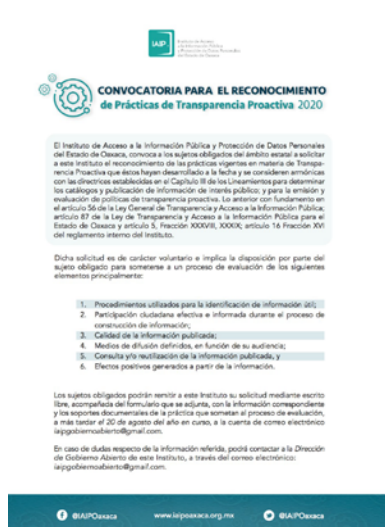 IAIP
Instituto de Acceso
a la Información Pública
y Protección de Datos Personales
del Estado de Oaxaca
CONVOCATORIA PARA EL RECONOCIMIENTO
de Prácticas de Transparencia Proactiva 2020
El Instituto de Acceso a la Información Pública y Protección de Datos Personales
del Estado de Oaxaca, convoca a los sujetos obligados del ámbito estatal a solicitar
a este Instituto el reconocimiento de las prácticas vigentes en materia de Transpa-
rencia Proactiva que éstos hayan desarrollado a la fecha y se consideren armónicas
con las directrices establecidas en el Capítulo III de los Lineamientos para determinar
los catálogos y publicación de información de interés público; y para la emisión y
evaluación de políticas de transparencia proactiva. Lo anterior con fundamento en
el artículo 56 de la Ley General de Transparencia y Acceso a la Información Pública;
artículo 87 de la Ley de Transparencia y Acceso a la Información Pública para el
Estado de Oaxaca y artículo 5, Fracción XXXVIII, XXXIX; artículo 16 Fracción XVI
del reglamento interno del Instituto.
Dicha solicitud es de carácter voluntario e implica la disposición por parte del
sujeto obligado para someterse a un proceso de evaluación de los siguientes
elementos principalmente:
1. Procedimientos utilizados para la identificación de información útil;
2. Participación ciudadana efectiva e informada durante el proceso de
construcción de información;
3. Calidad de la información publicada;
4. Medios de difusión definidos, en función de su audiencia;
5. Consulta y/o reutilización de la información publicada, y
6. Efectos positivos generados a partir de la información.
Los sujetos obligados podrán remitir a este Instituto su solicitud mediante escrito
libre, acompañada del formulario que se adjunta, con la información correspondiente
y los soportes documentales de la práctica que sometan al proceso de evaluación,
a más tardar el 20 de agosto del año en curso, a la cuenta de correo electrónico
iaipgobiernoabierto@gmail.com.
En caso de dudas respecto de la información referida, podrá contactar a la Dirección
de Gobierno Abierto de este Instituto, a través del correo electrónico:
iaipgobiernoabierto@gmail.com.
@IAIPOaxaca www.iaipoaxaca.org.mx @IAIPOaxaca